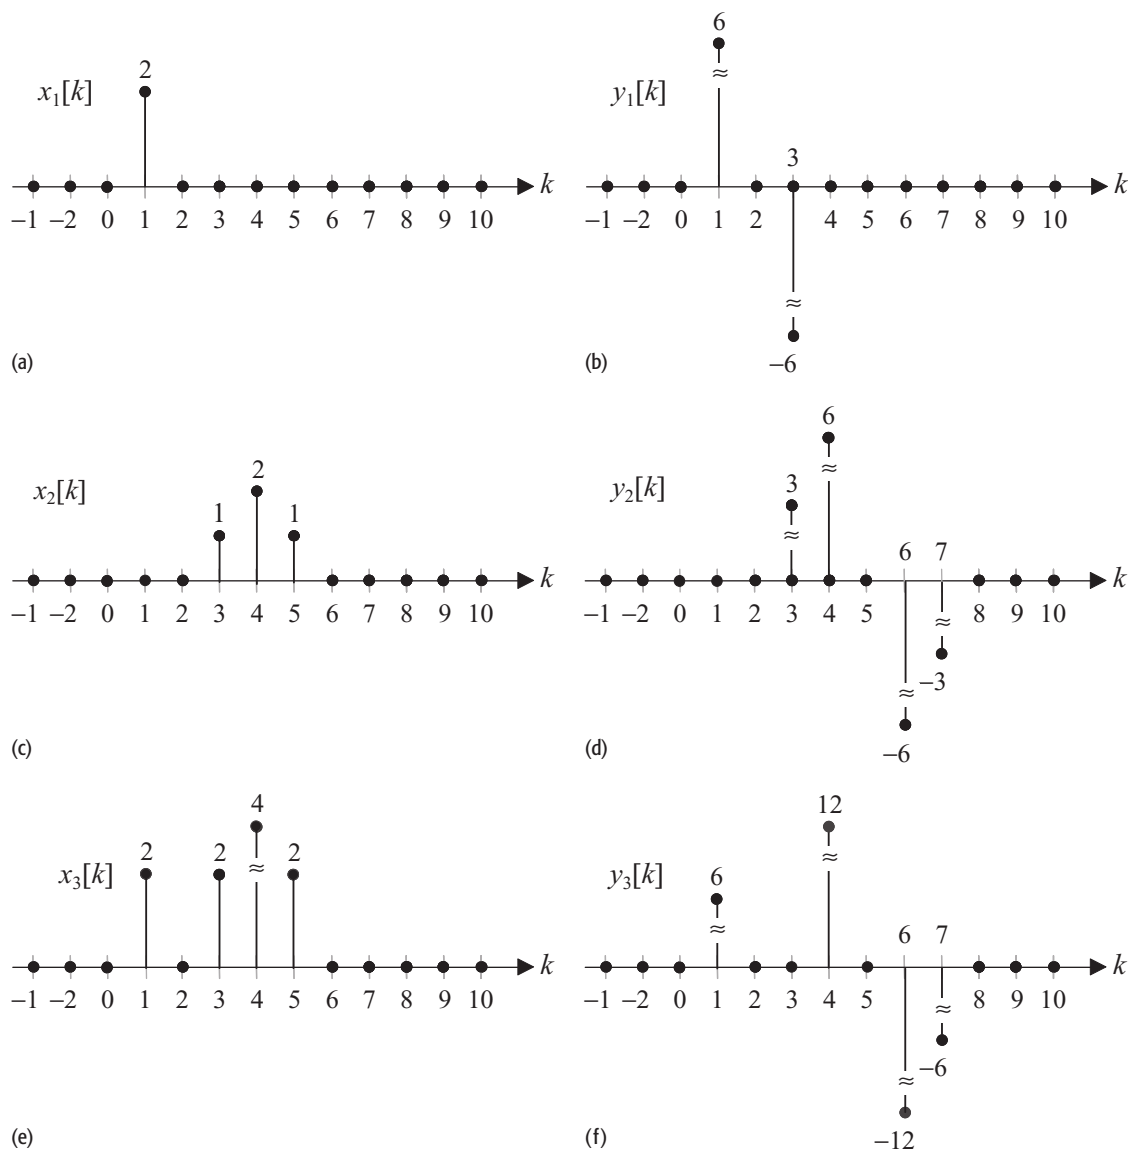 6
2
x₁[k]
y₁[k]
3
k
k
−1 −2 0 1 2 3 4 5 6 7 8 9 10
−1 −2 0 1 2 4 5 6 7 8 9 10
(a)
(b)
−6
6
2
x₂[k]
y₂[k]
3
1
1
6 7
k
k
−1 −2 0 1 2 3 4 5 6 7 8 9 10
−1 −2 0 1 2 3 4 5 8 9 10
−3
(c)
(d)
−6
4
12
2
2
2
x₃[k]
y₃[k]
6
6 7
k
k
−1 −2 0 1 2 3 4 5 6 7 8 9 10
−1 −2 0 1 2 3 4 5 8 9 10
−6
(e)
(f)
−12